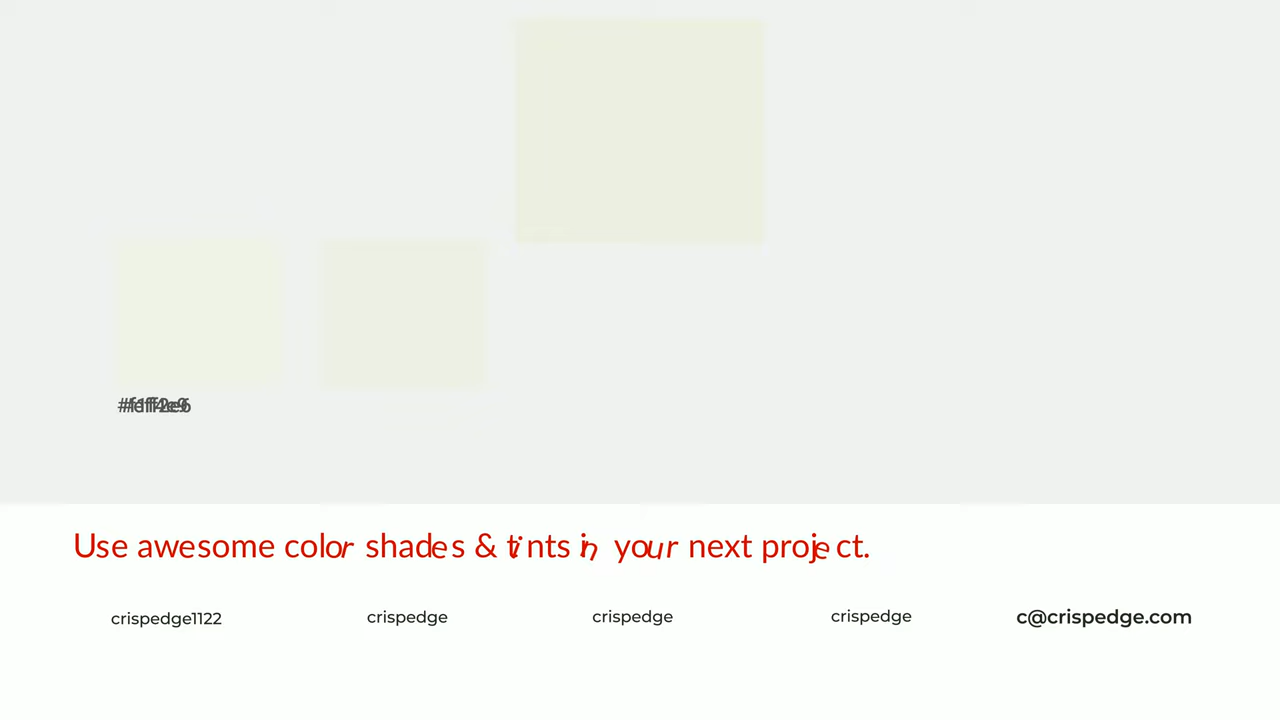 Use awesome color shades & tints in your next project.
crispedge1122 crispedge crispedge crispedge c@crispedge.com